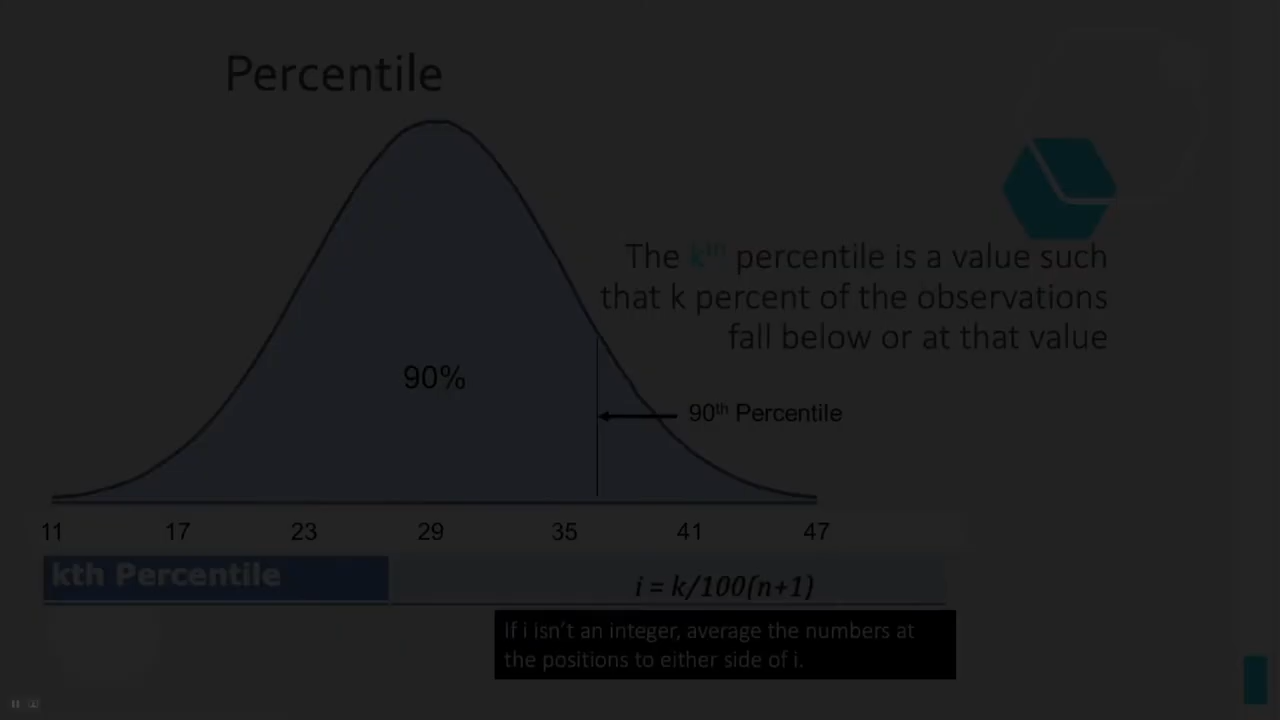 Percentile
The kth percentile is a value such
that k percent of the observations
fall below or at that value
90%
90th Percentile
11 17 23 29 35 41 47
kth Percentile
i = k/100(n+1)
If i isn't an integer, average the numbers at
the positions to either side of i.